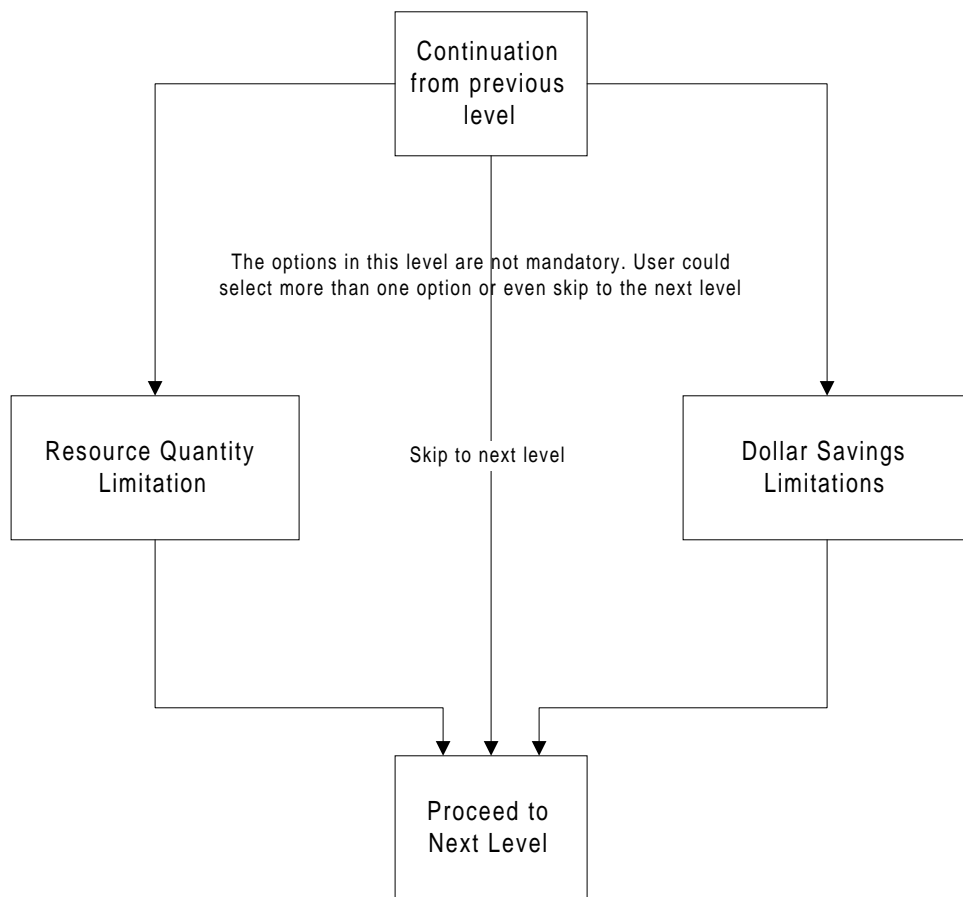 Continuation
from previous
level
The options in this level are not mandatory. User could
select more than one option or even skip to the next level
Resource Quantity
Limitation
Skip to next level
Dollar Savings
Limitations
Proceed to
Next Level